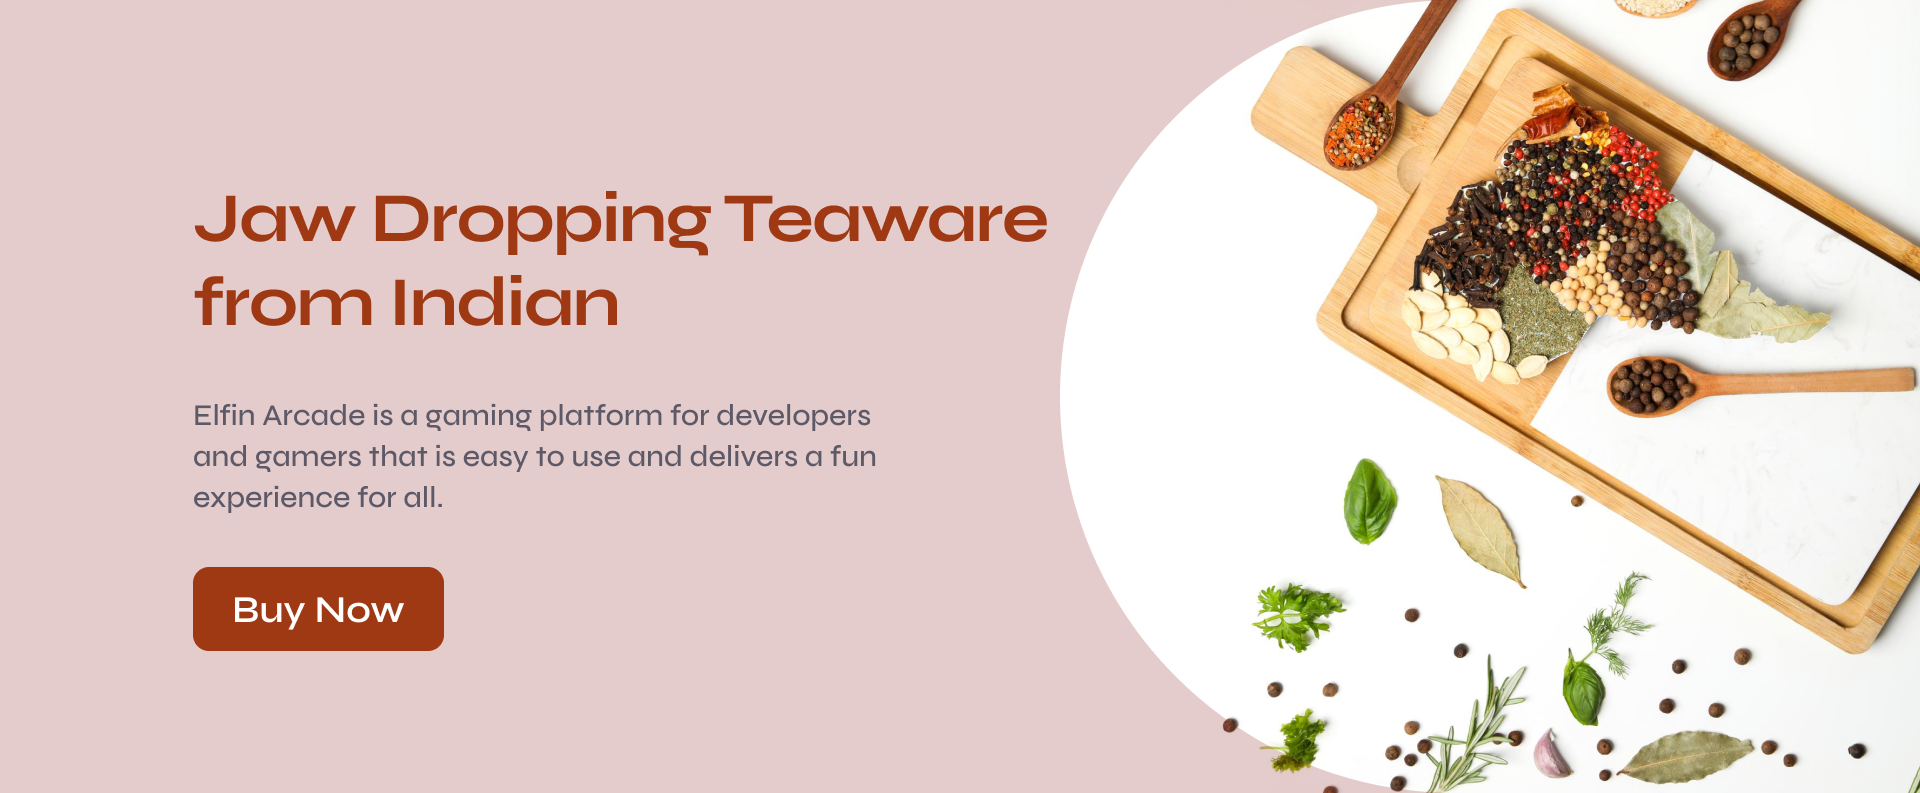 Jaw Dropping Teaware
from Indian
Elfin Arcade is a gaming platform for developers
and gamers that is easy to use and delivers a fun
experience for all.
Buy Now